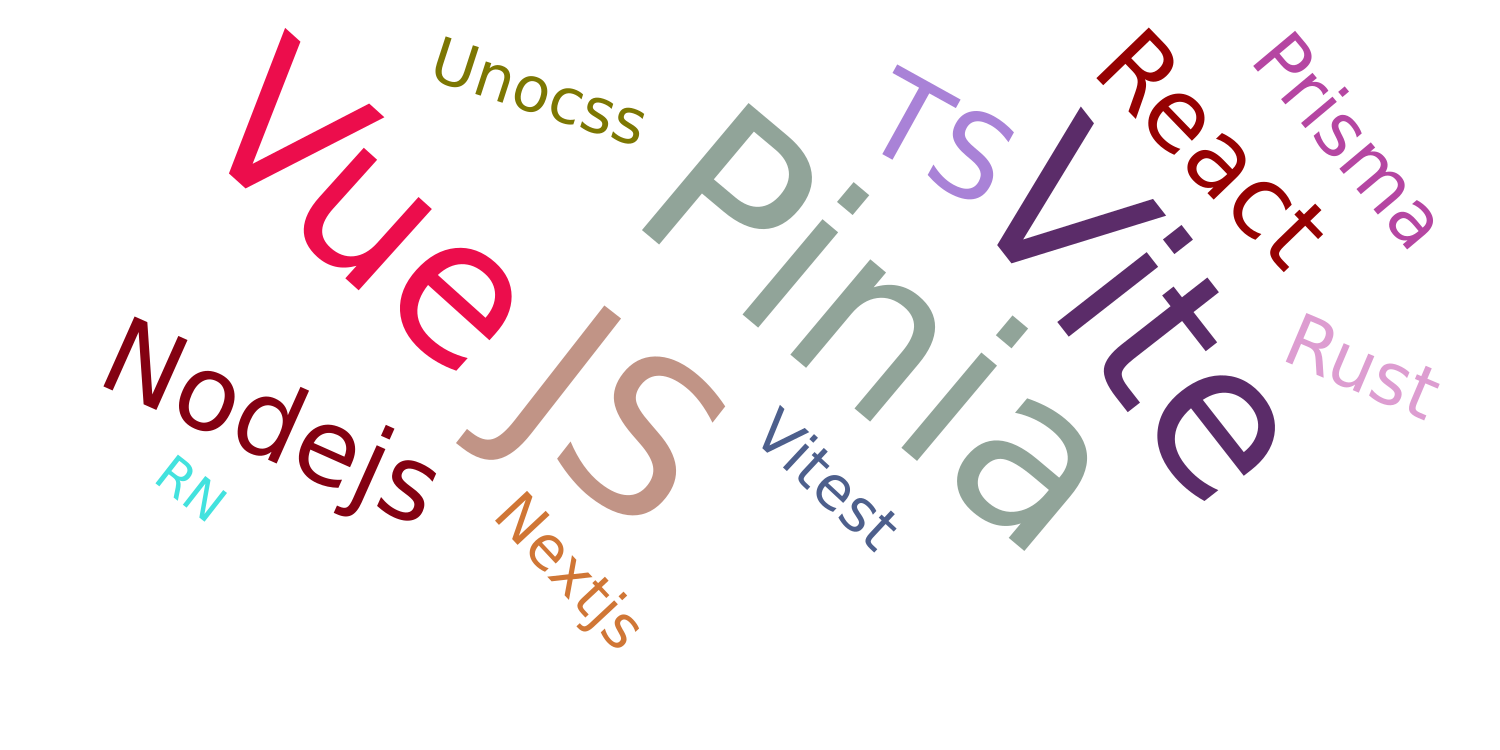 Vue
Unocss
Pinia
TS
Vite
React
Prisma
Nodejs
JS
Rust
RN
Nextjs
Vitest